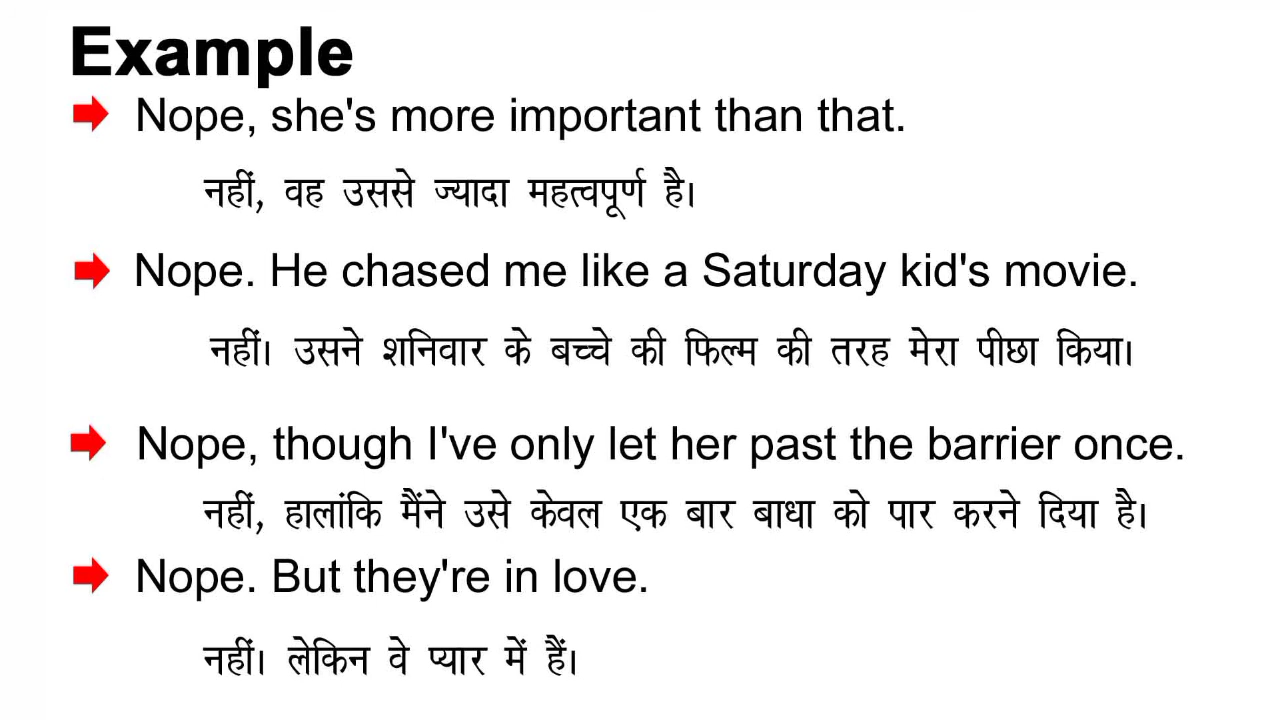 Example
Nope, she's more important than that.
नहीं, वह उससे ज्यादा महत्वपूर्ण है।
Nope. He chased me like a Saturday kid's movie.
नहीं। उसने शनिवार के बच्चे की फिल्म की तरह मेरा पीछा किया।
Nope, though I've only let her past the barrier once.
नहीं, हालांकि मैंने उसे केवल एक बार बाधा को पार करने दिया है।
Nope. But they're in love.
नहीं। लेकिन वे प्यार में हैं।